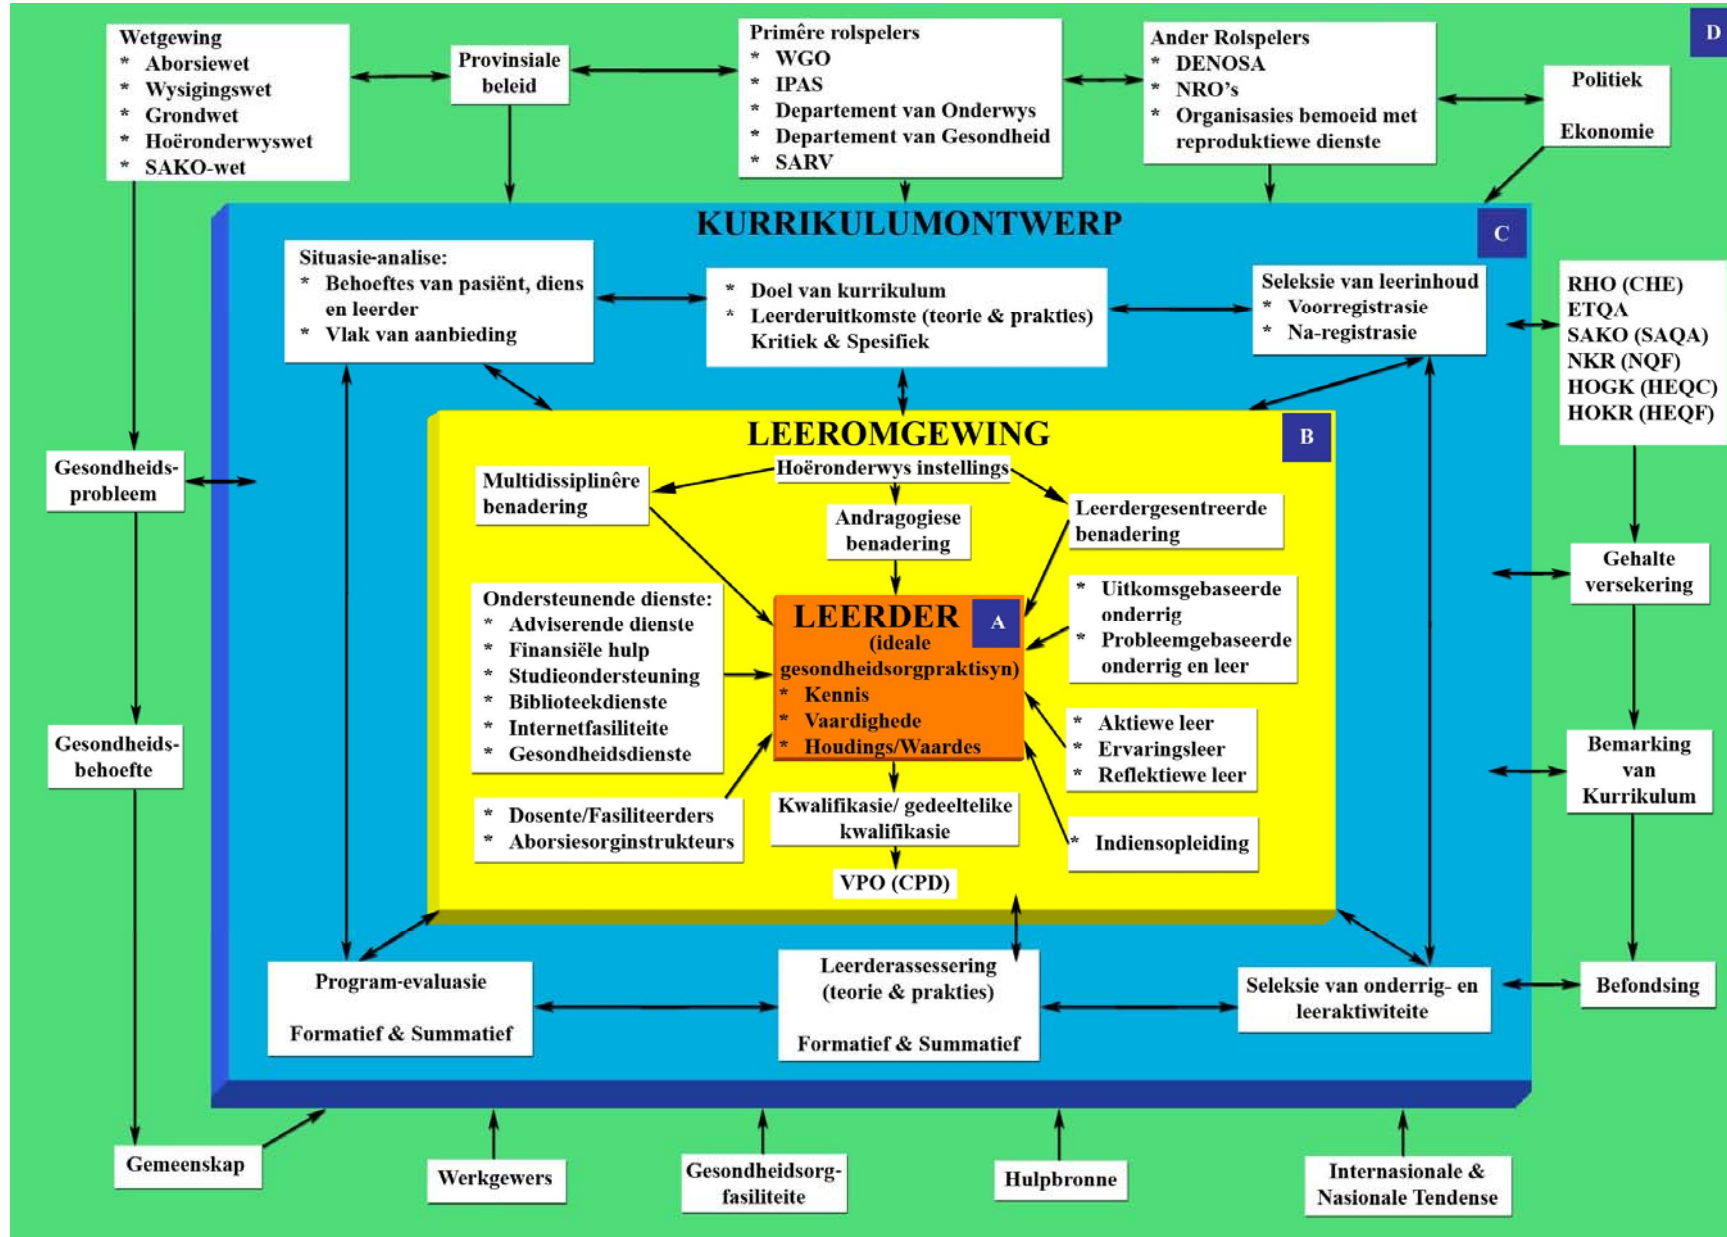 D
Wetgewing
* Aborsiewet
* Wysigingswet
* Grondwet
* Hoëronderwyswet
* SAKO-wet
Provinsiale
beleid
Primêre rolspelers
* WGO
* IPAS
* Departement van Onderwys
* Departement van Gesondheid
* SARV
Ander Rolspelers
* DENOSA
* NRO's
* Organisasies bemoeid met
reproduktiewe dienste
Politiek
Ekonomie
KURRIKULUMONTWERP
C
Situasie-analise:
* Behoeftes van pasiënt, diens
en leerder
* Vlak van aanbieding
* Doel van kurrikulum
* Leerderuitkomste (teorie & prakties)
Kritiek & Spesifiek
Seleksie van leerinhoud
* Voorregistrasie
* Na-registrasie
RHO (CHE)
ETQA
SAKO (SAQA)
NKR (NQF)
HOGK (HEQC)
HOKR (HEQF)
LEEROMGEWING
B
Gesondheids-
probleem
Multidissiplinêre
benadering
Hoëronderwys instellings
Andragogiese
benadering
Leerdergesentreerde
benadering
Gehalte
versekering
Ondersteunende dienste:
* Adviserende dienste
* Finansiële hulp
* Studieondersteuning
* Biblioteekdienste
* Internetfasiliteite
* Gesondheidsdienste
LEERDER
A
(ideale
gesondheidsorgpraktisyn)
* Kennis
* Vaardighede
* Houdings/Waardes
* Uitkomsgebaseerde
onderrig
* Probleemgebaseerde
onderrig en leer
* Aktiewe leer
* Ervaringsleer
* Reflektiewe leer
Gesondheids-
behoefte
Bemarking
van
Kurrikulum
* Dosente/Fasiliteerders
* Aborsiesorginstrukteurs
Kwalifikasie/ gedeeltelike
kwalifikasie
* Indiensopleiding
VPO (CPD)
Program-evaluasie
Formatief & Summatief
Leerderassessering
(teorie & prakties)
Formatief & Summatief
Seleksie van onderrig- en
leeraktiwiteite
Befondsing
Gemeenskap
Werkgewers
Gesondheidsorg-
fasiliteite
Hulpbronne
Internasionale &
Nasionale Tendense